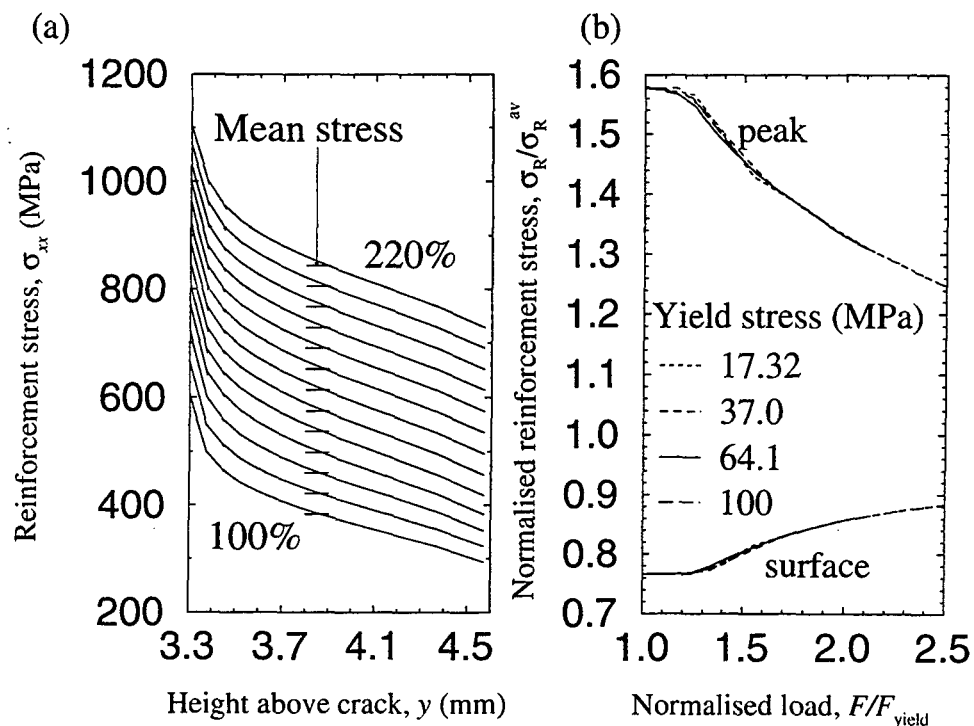 (a)
Reinforcement stress, σxx (MPa)
1200
1000
800
600
400
200
Mean stress
220%
100%
3.3 3.7 4.1 4.5
Height above crack, y (mm)
(b)
Normalised reinforcement stress, σR/σR av
1.6
1.5
1.4
1.3
1.2
1.1
1.0
0.9
0.8
0.7
peak
Yield stress (MPa)
17.32
37.0
64.1
100
surface
1.0 1.5 2.0 2.5
Normalised load, F/Fyield